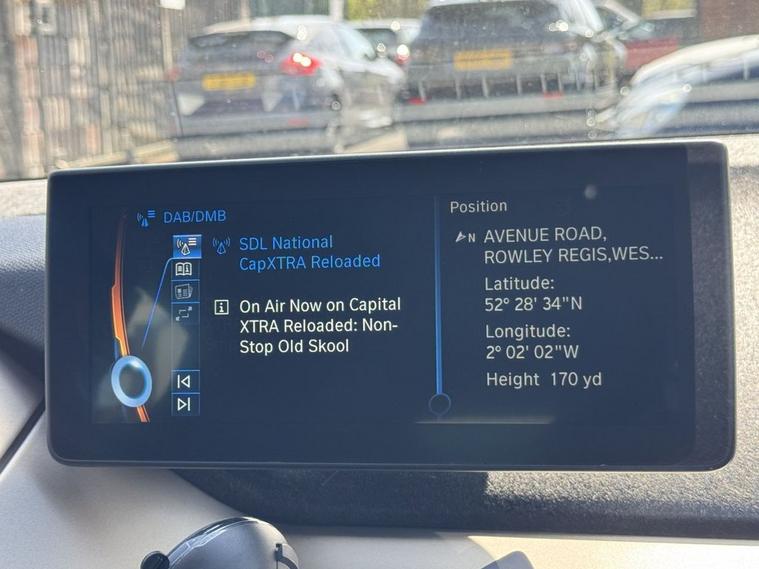 DAB/DMB
SDL National
CapXTRA Reloaded
On Air Now on Capital
XTRA Reloaded: Non-
Stop Old Skool
Position
N AVENUE ROAD,
ROWLEY REGIS,WES...
Latitude:
52° 28' 34"N
Longitude:
2° 02' 02"W
Height 170 yd